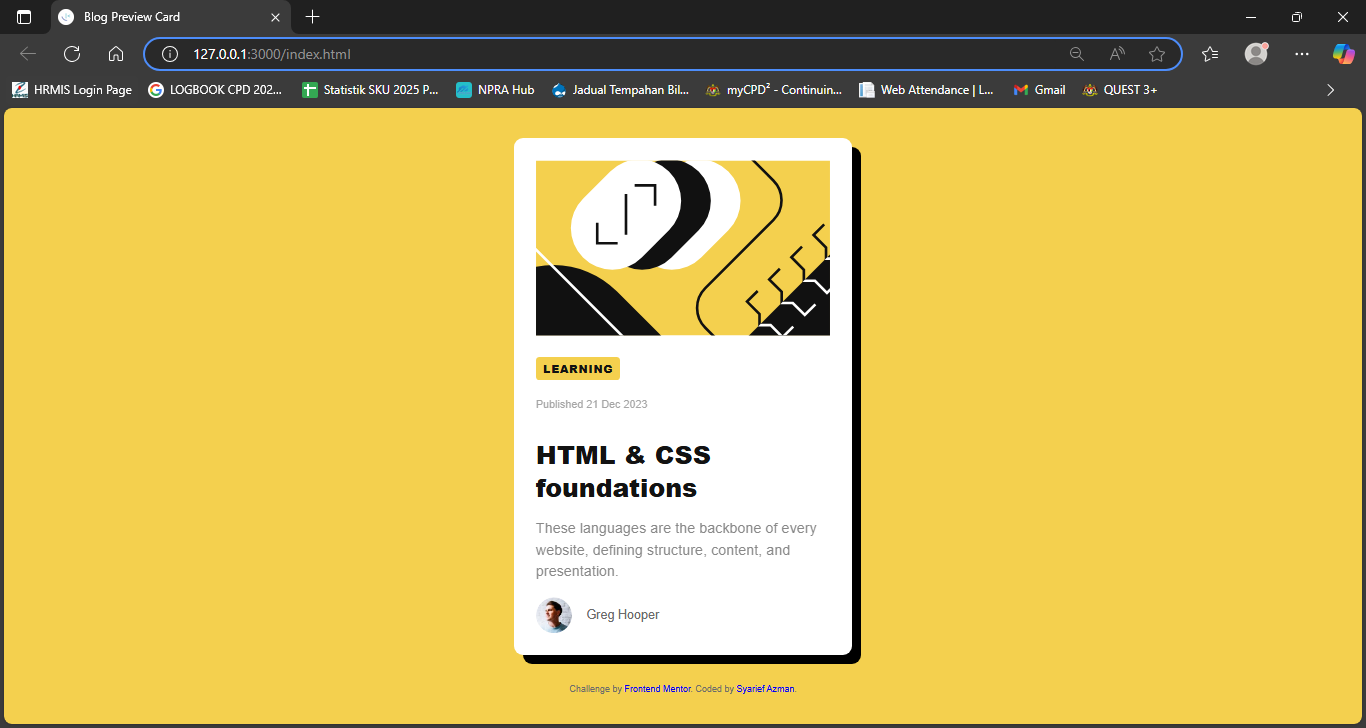 Blog Preview Card
127.0.0.1:3000/index.html
HRMIS Login Page
LOGBOOK CPD 202...
Statistik SKU 2025 P...
NPRA Hub
Jadual Tempahan Bil...
myCPD² - Continuin...
Web Attendance | L...
Gmail
QUEST 3+
LEARNING
Published 21 Dec 2023
HTML & CSS
foundations
These languages are the backbone of every
website, defining structure, content, and
presentation.
Greg Hooper
Challenge by Frontend Mentor. Coded by Syarief Azman.